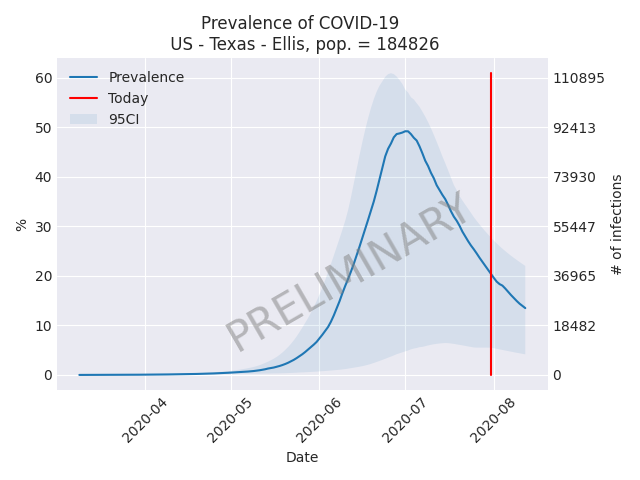 Prevalence of COVID-19
US - Texas - Ellis, pop. = 184826
Prevalence
Today
95CI
60
50
40
30
20
10
0
%
110895
92413
73930
55447
36965
18482
0
# of infections
PRELIMINARY
2020-04
2020-05
2020-06
2020-07
2020-08
Date